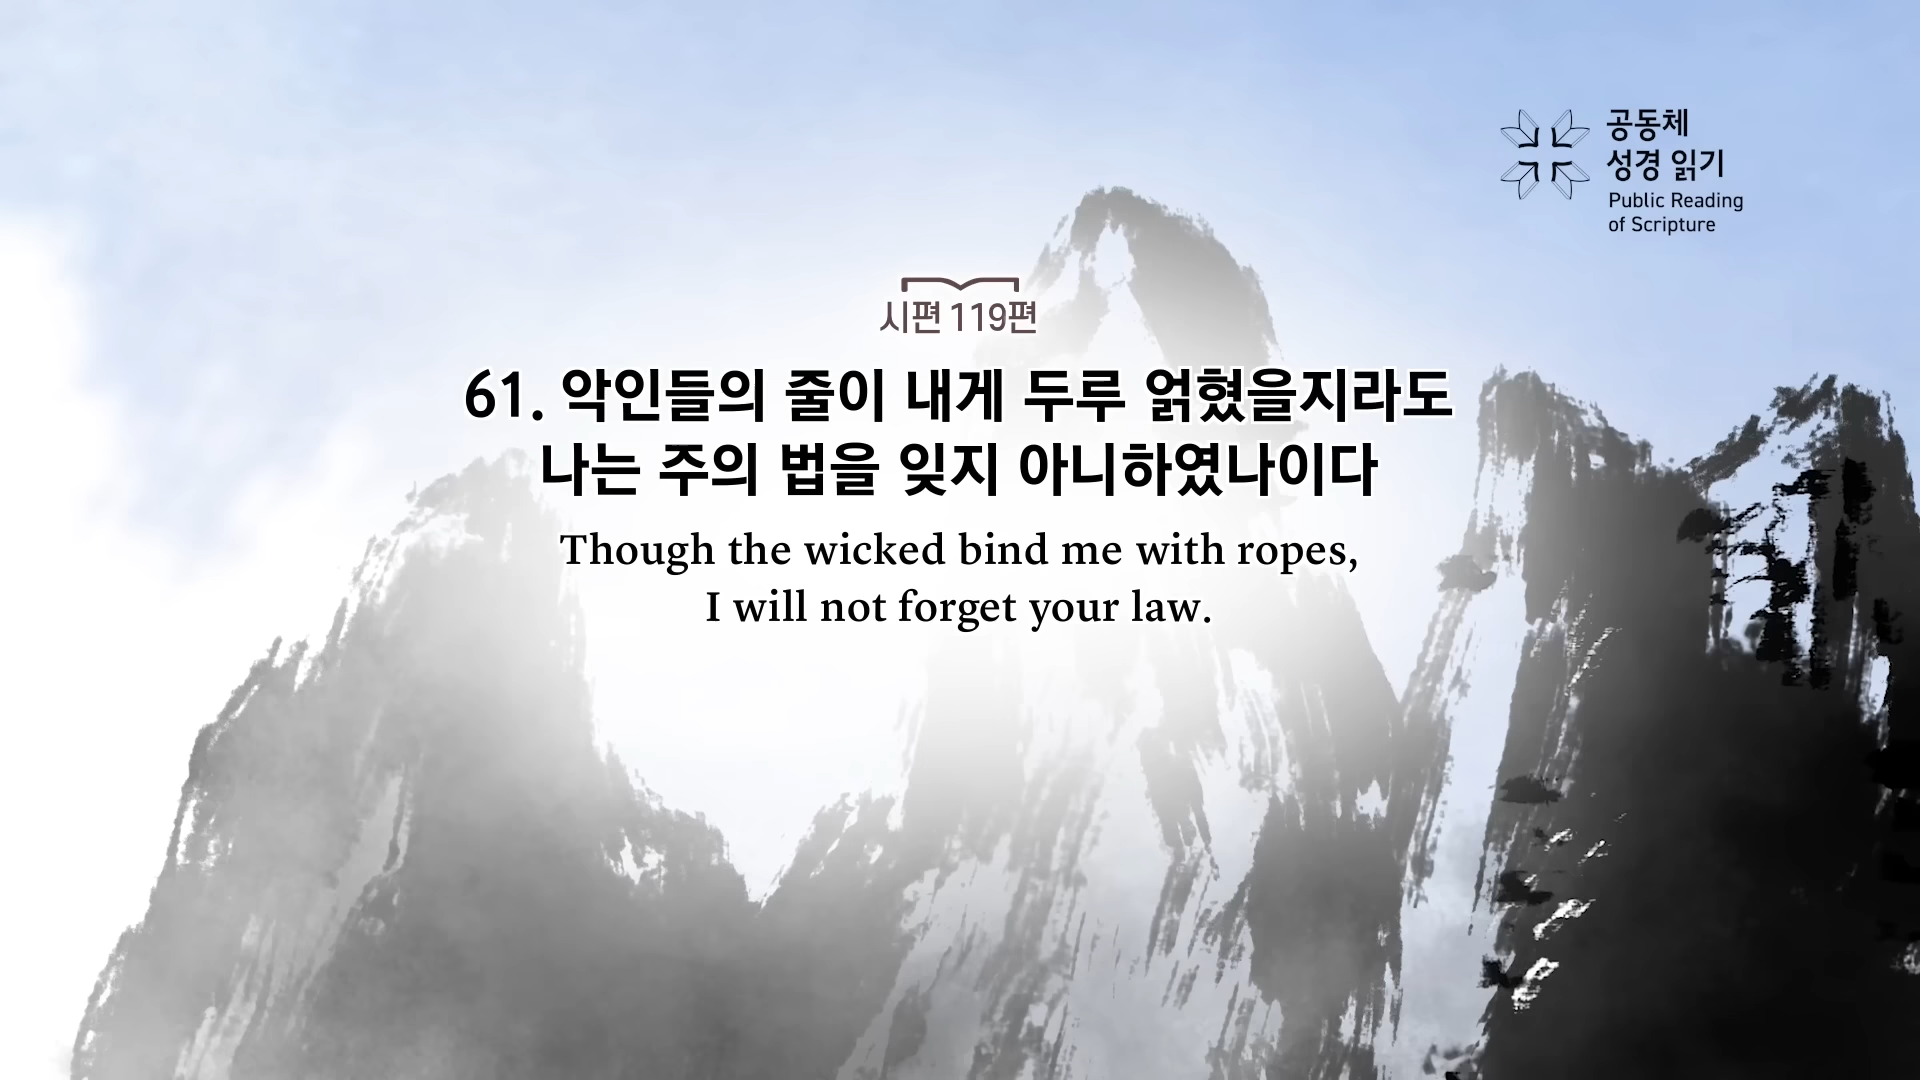 공동체
성경 읽기
Public Reading
of Scripture
시편 119편
61. 악인들의 줄이 내게 두루 얽혔을지라도
나는 주의 법을 잊지 아니하였나이다
Though the wicked bind me with ropes,
I will not forget your law.